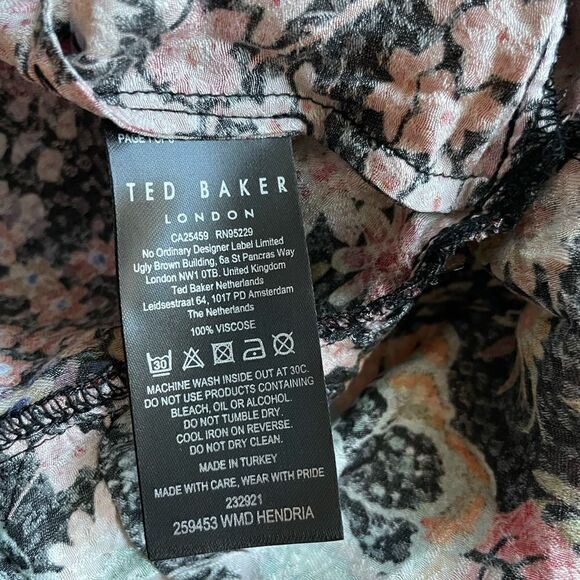 PAGE 1 OF
TED BAKER
LONDON
CA25459 RN95229
No Ordinary Designer Label Limited
Ugly Brown Building, 6a St Pancras Way
London NW1 0TB. United Kingdom
Ted Baker Netherlands
Leidsestraat 64, 1017 PD Amsterdam
The Netherlands
100% VISCOSE
30
MACHINE WASH INSIDE OUT AT 30C.
DO NOT USE PRODUCTS CONTAINING
BLEACH, OIL OR ALCOHOL.
DO NOT TUMBLE DRY.
COOL IRON ON REVERSE.
DO NOT DRY CLEAN.
MADE IN TURKEY
MADE WITH CARE, WEAR WITH PRIDE
232921
259453 WMD HENDRIA